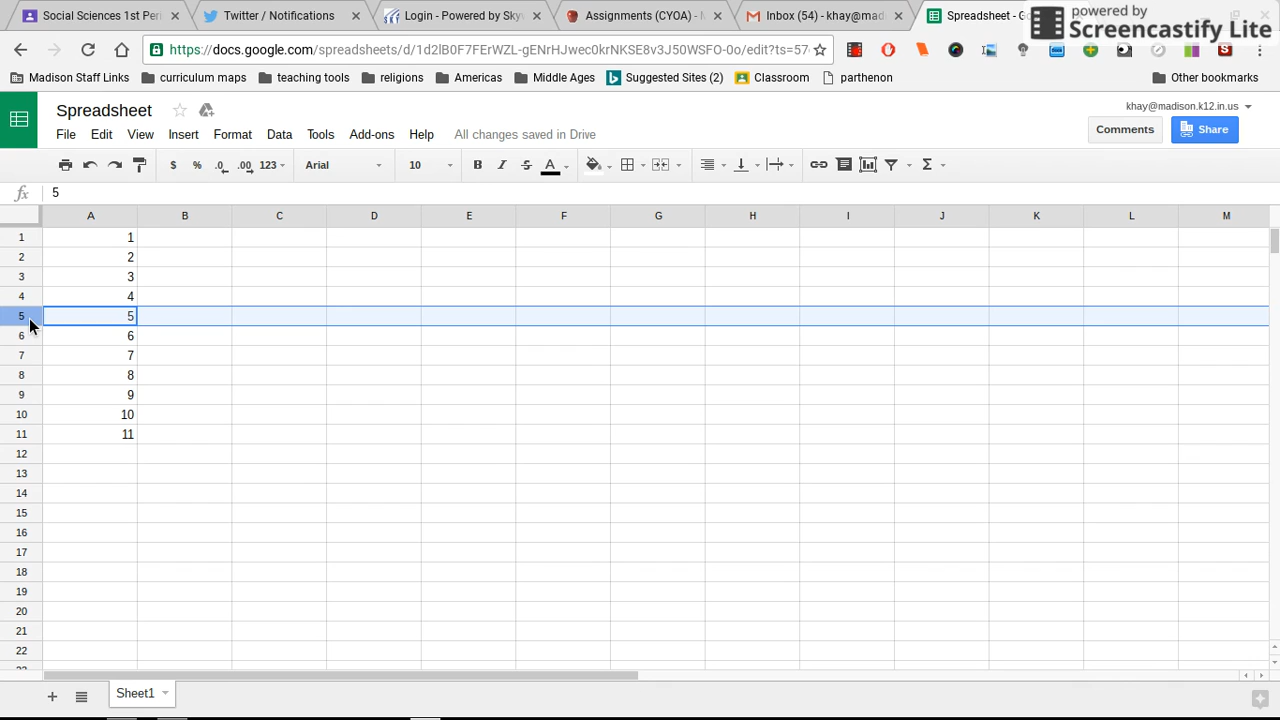 Social Sciences 1st Per
Twitter / Notifications
Login - Powered by Sky
Assignments (CYOA) - M
Inbox (54) - khay@mad
Spreadsheet - G
powered by
Screencastify Lite
https://docs.google.com/spreadsheets/d/1d2lB0F7FErWZL-gENrHJwec0krNKSE8v3J50WSFO-0o/edit?ts=57
Madison Staff Links
curriculum maps
teaching tools
religions
Americas
Middle Ages
Suggested Sites (2)
Classroom
parthenon
Other bookmarks
Spreadsheet
khay@madison.k12.in.us
File Edit View Insert Format Data Tools Add-ons Help All changes saved in Drive
Comments
Share
$ % .0 .00 123 Arial 10 B I S A Σ
fx 5
A B C D E F G H I J K L M
1 1
2 2
3 3
4 4
5 5
6 6
7 7
8 8
9 9
10 10
11 11
12
13
14
15
16
17
18
19
20
21
22
Sheet1